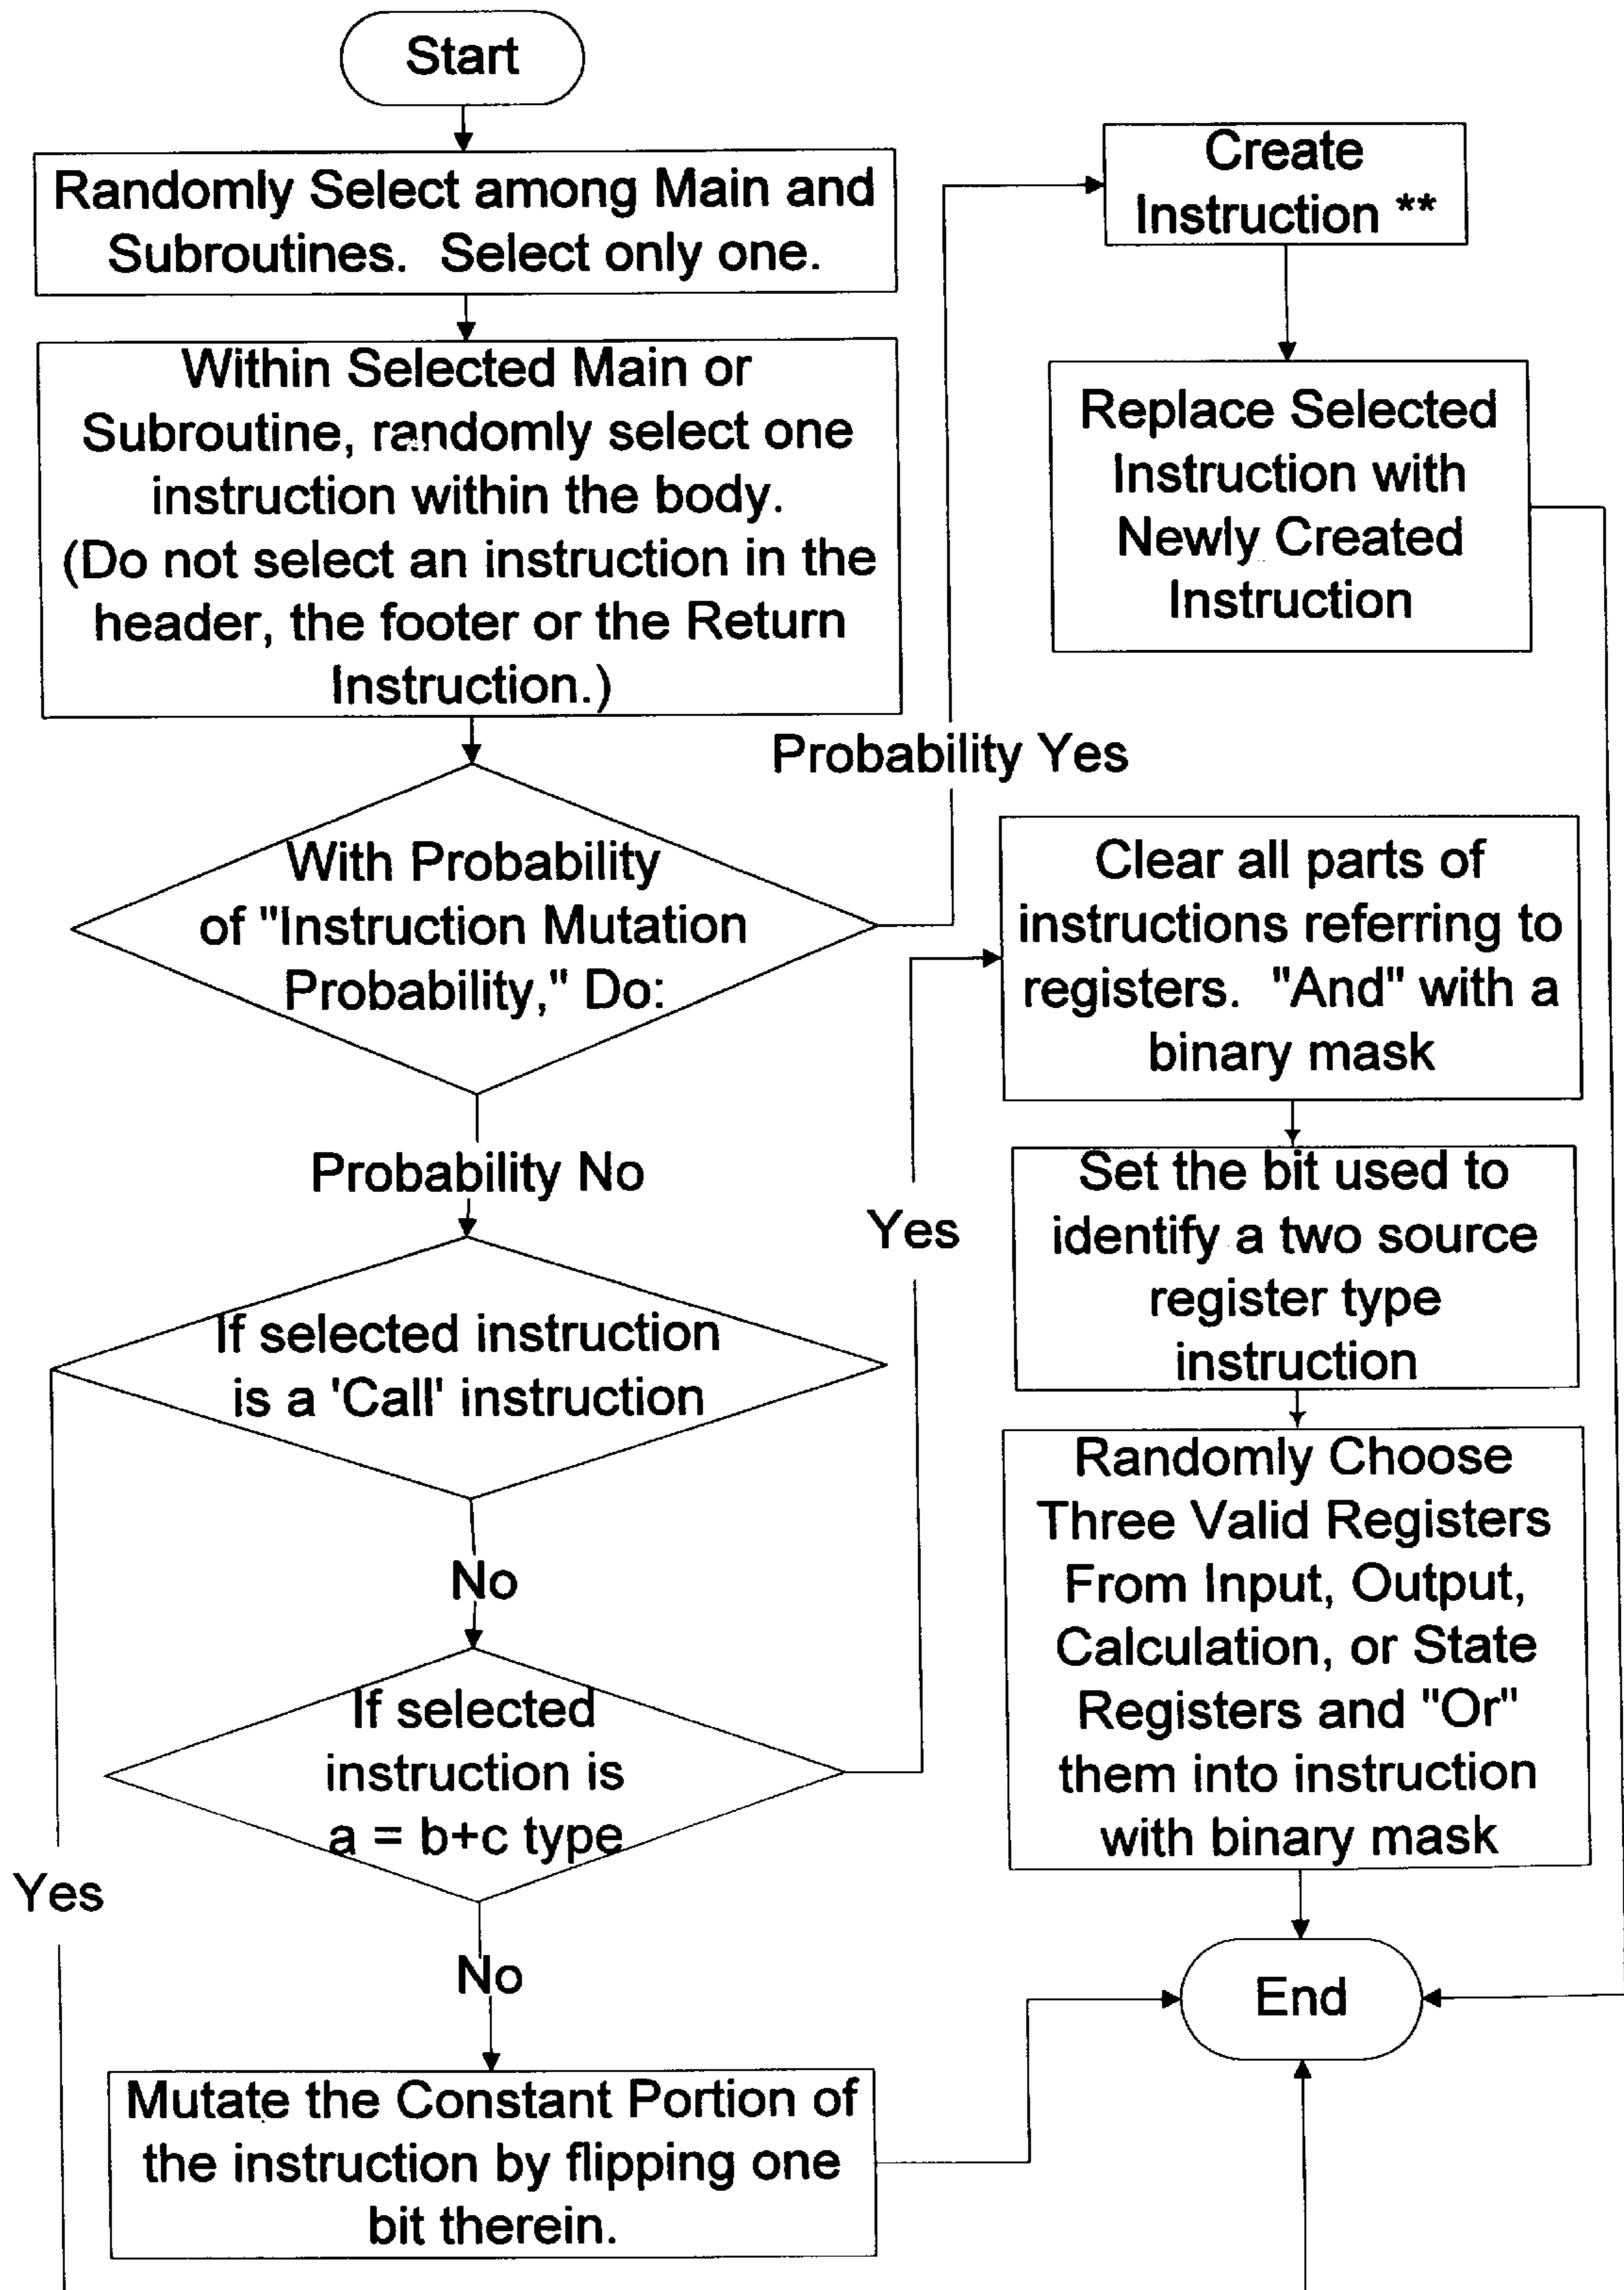 Start
Randomly Select among Main and
Subroutines. Select only one.
Within Selected Main or
Subroutine, randomly select one
instruction within the body.
(Do not select an instruction in the
header, the footer or the Return
Instruction.)
With Probability
of "Instruction Mutation
Probability," Do:
Probability Yes
Create
Instruction **
Replace Selected
Instruction with
Newly Created
Instruction
Probability No
If selected instruction
is a 'Call' instruction
Yes
No
If selected
instruction is
a = b+c type
Yes
Clear all parts of
instructions referring to
registers. "And" with a
binary mask
Set the bit used to
identify a two source
register type
instruction
Randomly Choose
Three Valid Registers
From Input, Output,
Calculation, or State
Registers and "Or"
them into instruction
with binary mask
No
Mutate the Constant Portion of
the instruction by flipping one
bit therein.
End